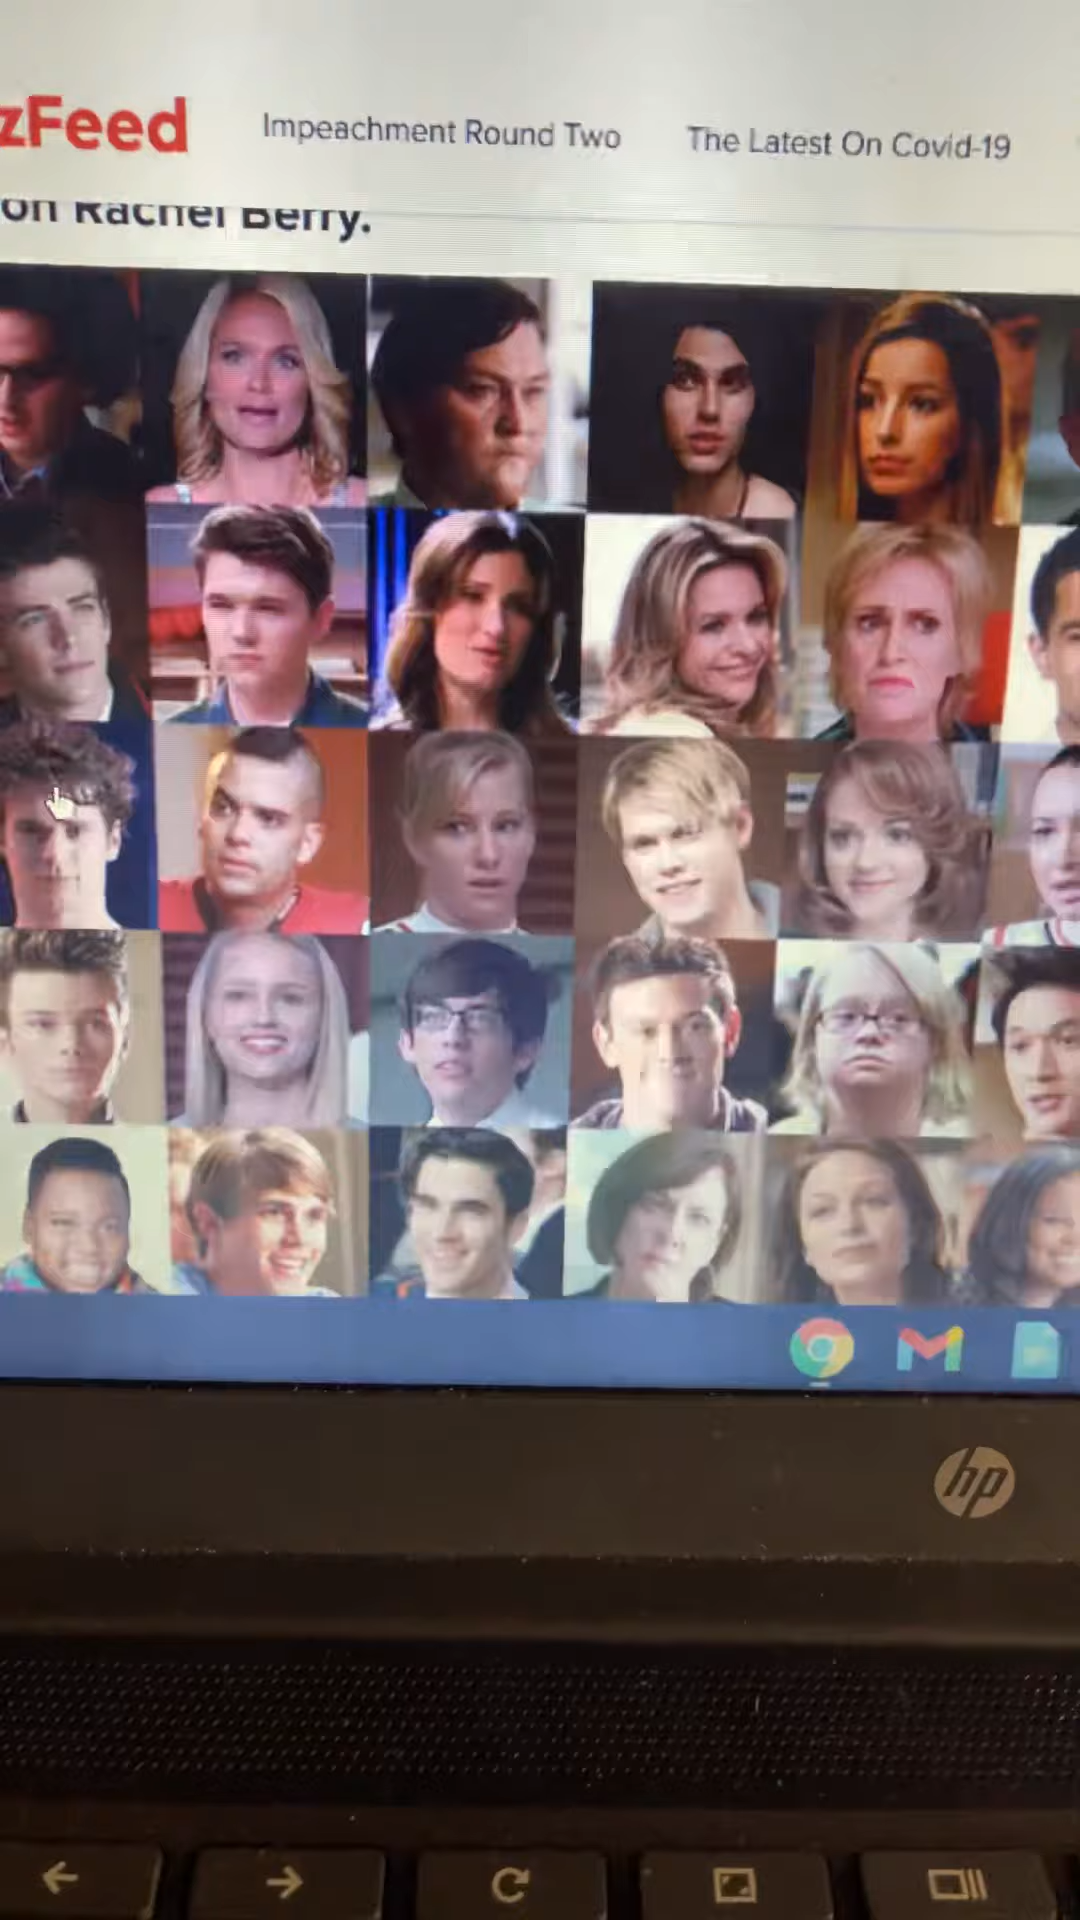 zFeed
Impeachment Round Two
The Latest On Covid-19
on Rachel Berry.
hp